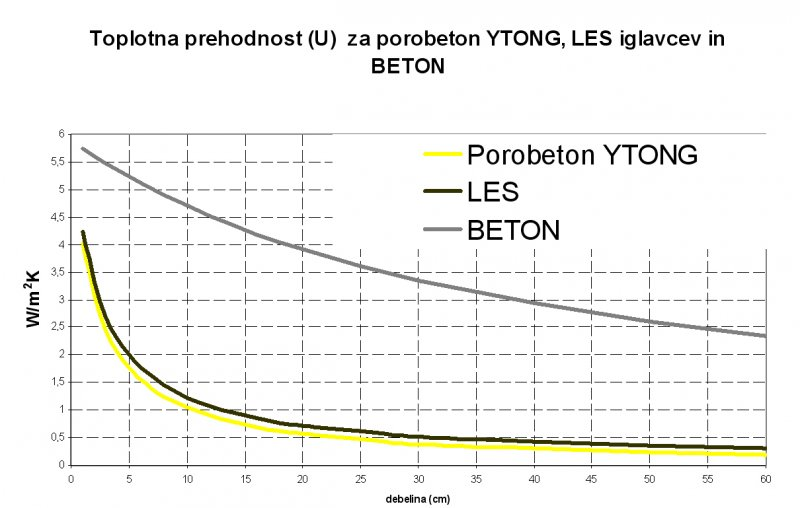 Toplotna prehodnost (U) za porobeton YTONG, LES iglavcev in
BETON
Porobeton YTONG
LES
BETON
W/m²K
6
5,5
5
4,5
4
3,5
3
2,5
2
1,5
1
0,5
0
0 5 10 15 20 25 30 35 40 45 50 55 60
debelina (cm)